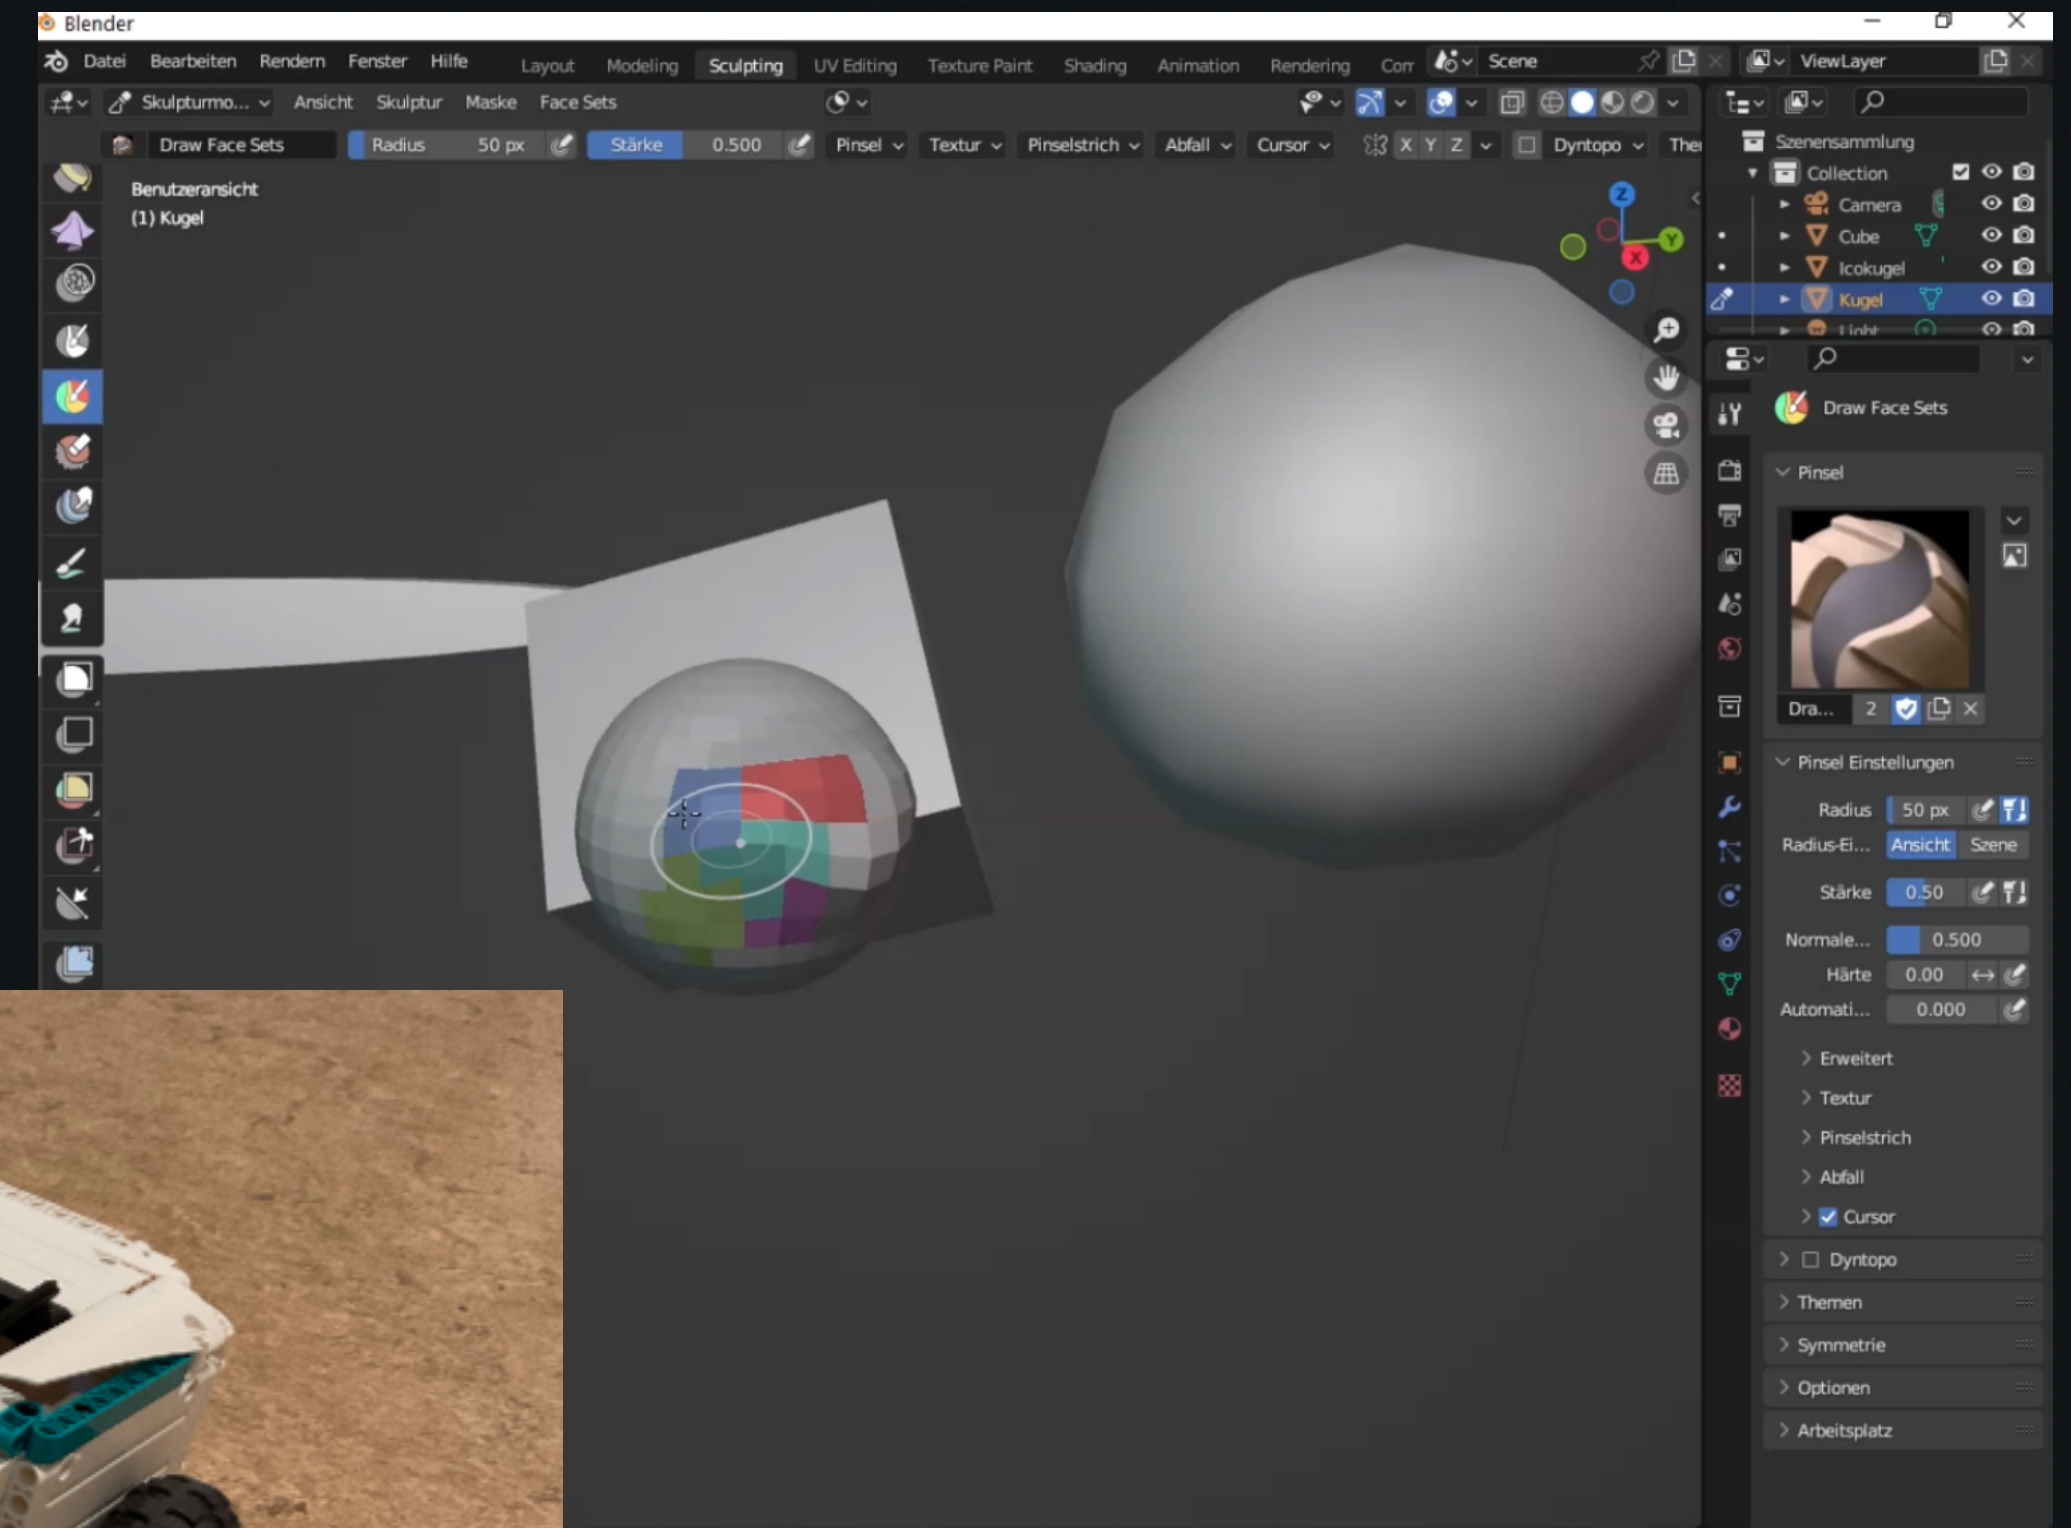 Blender
Datei Bearbeiten Rendern Fenster Hilfe Layout Modeling Sculpting UV Editing Texture Paint Shading Animation Rendering Scene ViewLayer
Skulpturmo... Ansicht Skulptur Maske Face Sets
Draw Face Sets Radius 50 px Stärke 0.500 Pinsel Textur Pinselstrich Abfall Cursor X Y Z Dyntopo
Benutzeransicht
(1) Kugel
Z
Y
X
Szenensammlung
Collection
Camera
Cube
Icokugel
Kugel
Light
Draw Face Sets
Pinsel
Dra... 2
Pinsel Einstellungen
Radius 50 px
Radius-Ei... Ansicht Szene
Stärke 0.50
Normale... 0.500
Härte 0.00
Automati... 0.000
Erweitert
Textur
Pinselstrich
Abfall
Cursor
Dyntopo
Themen
Symmetrie
Optionen
Arbeitsplatz